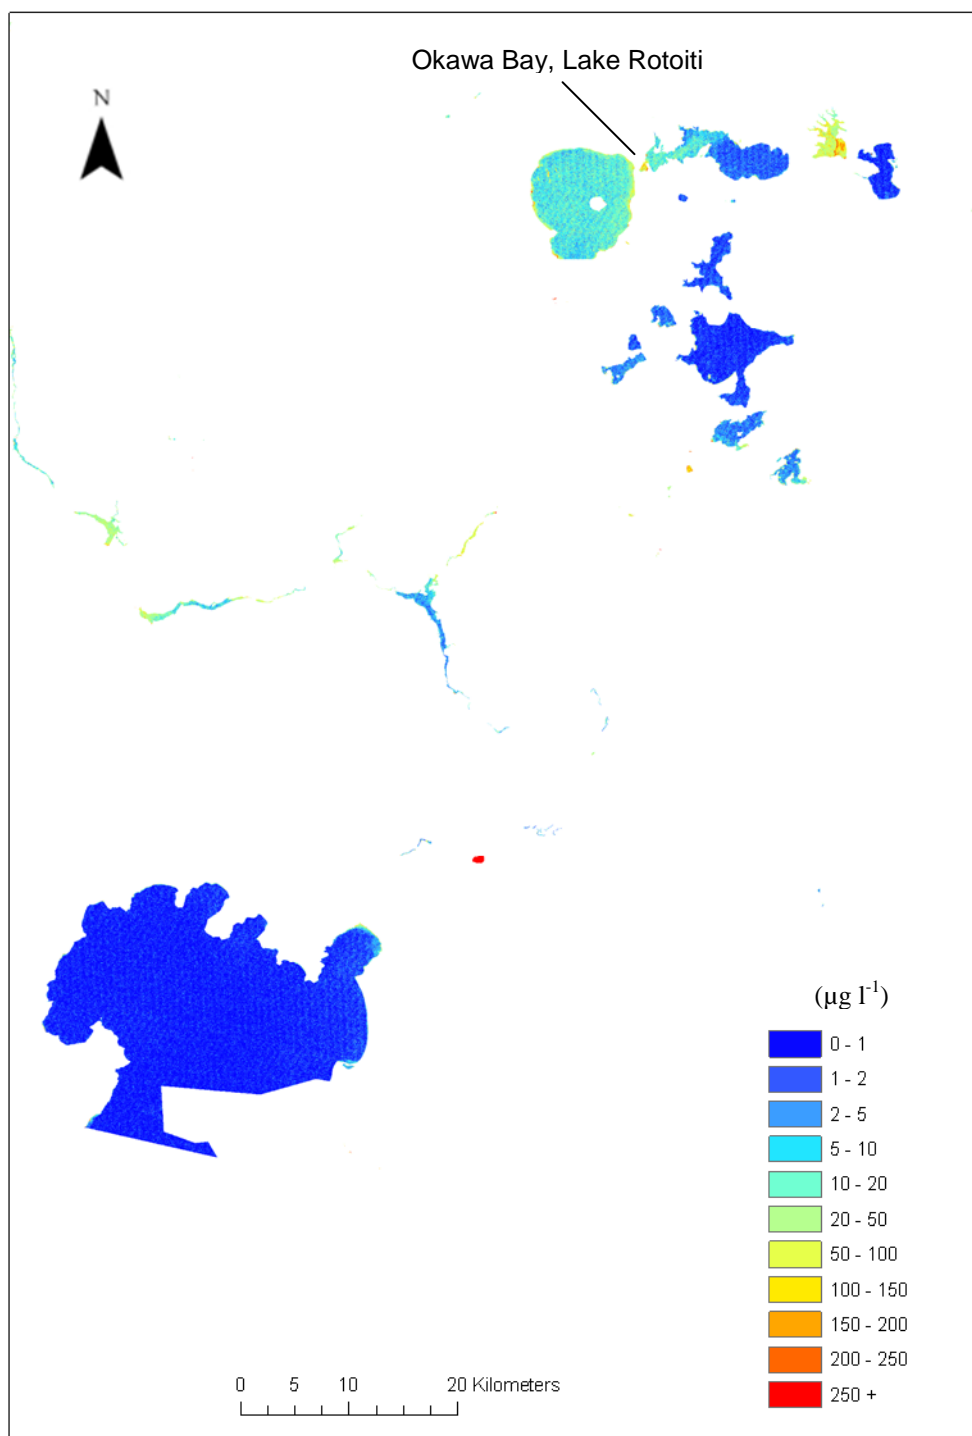 Okawa Bay, Lake Rotoiti
N
(µg l⁻¹)
0 - 1
1 - 2
2 - 5
5 - 10
10 - 20
20 - 50
50 - 100
100 - 150
150 - 200
200 - 250
250 +
0 5 10 20 Kilometers